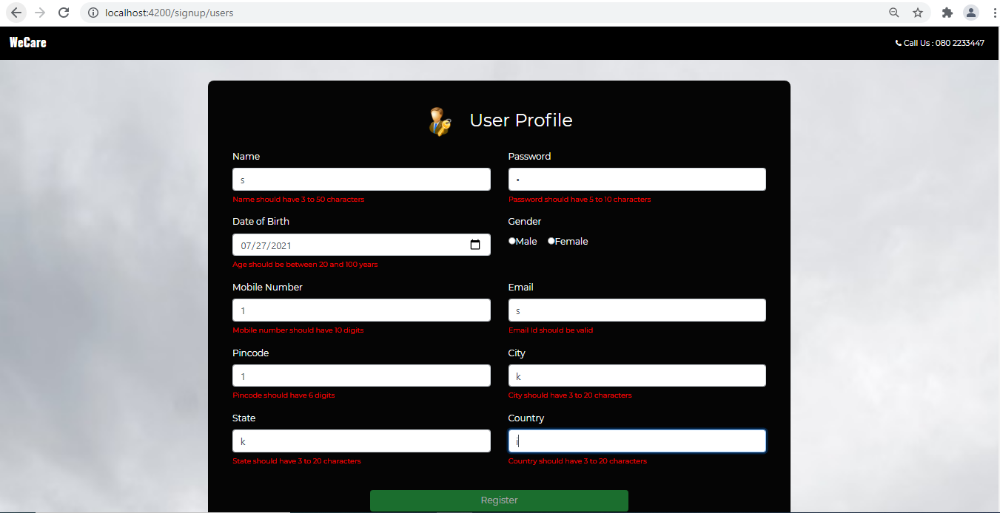 localhost:4200/signup/users
WeCare
Call Us : 080 2233447
User Profile
Name Password
s •
Name should have 3 to 50 characters Password should have 5 to 10 characters
Date of Birth Gender
07/27/2021 Male Female
Age should be between 20 and 100 years
Mobile Number Email
1 s
Mobile number should have 10 digits Email Id should be valid
Pincode City
1 k
Pincode should have 6 digits City should have 3 to 20 characters
State Country
k i
State should have 3 to 20 characters Country should have 3 to 20 characters
Register